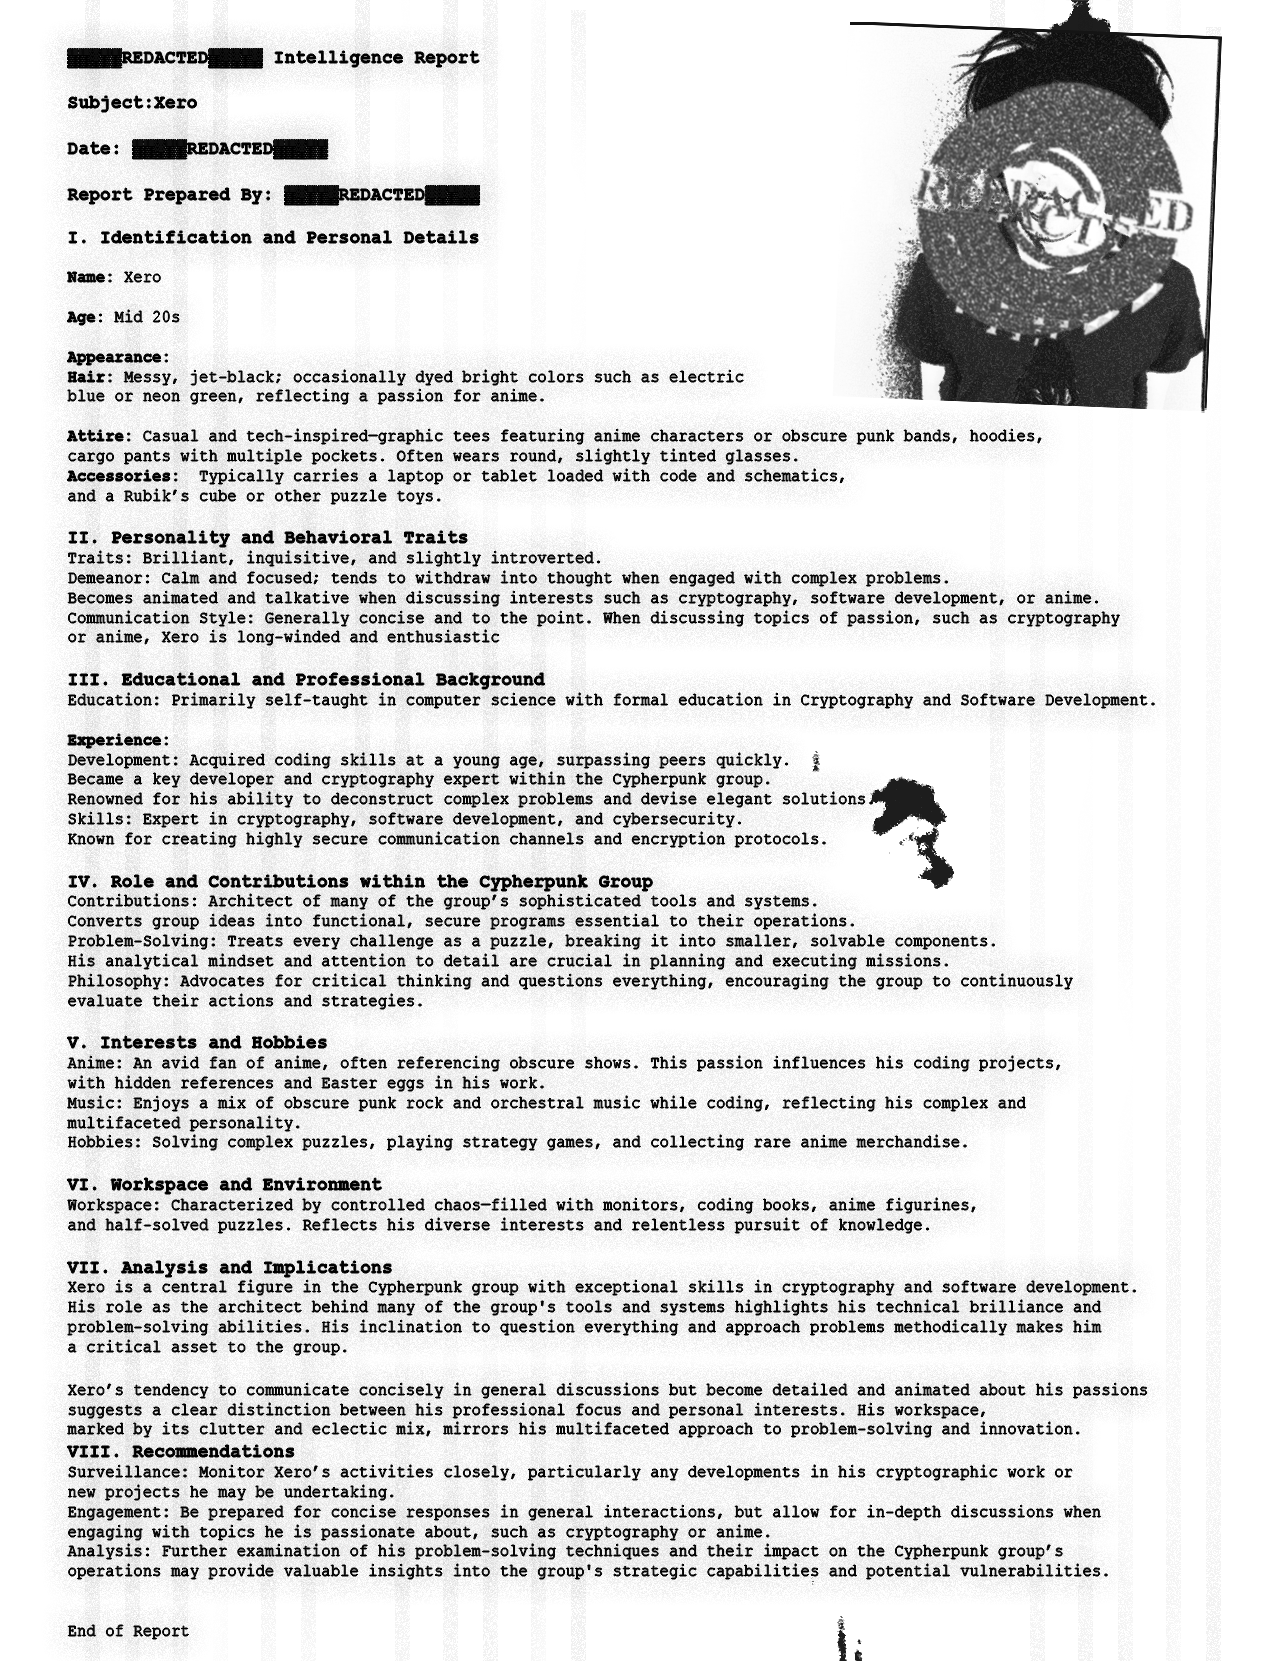 REDACTED Intelligence Report
Subject:Xero
Date: REDACTED
Report Prepared By: REDACTED
REDACTED
I. Identification and Personal Details
Name: Xero
Age: Mid 20s
Appearance:
Hair: Messy, jet-black; occasionally dyed bright colors such as electric
blue or neon green, reflecting a passion for anime.
Attire: Casual and tech-inspired—graphic tees featuring anime characters or obscure punk bands, hoodies,
cargo pants with multiple pockets. Often wears round, slightly tinted glasses.
Accessories:  Typically carries a laptop or tablet loaded with code and schematics,
and a Rubik’s cube or other puzzle toys.
II. Personality and Behavioral Traits
Traits: Brilliant, inquisitive, and slightly introverted.
Demeanor: Calm and focused; tends to withdraw into thought when engaged with complex problems.
Becomes animated and talkative when discussing interests such as cryptography, software development, or anime.
Communication Style: Generally concise and to the point. When discussing topics of passion, such as cryptography
or anime, Xero is long-winded and enthusiastic
III. Educational and Professional Background
Education: Primarily self-taught in computer science with formal education in Cryptography and Software Development.
Experience:
Development: Acquired coding skills at a young age, surpassing peers quickly.
Became a key developer and cryptography expert within the Cypherpunk group.
Renowned for his ability to deconstruct complex problems and devise elegant solutions.
Skills: Expert in cryptography, software development, and cybersecurity.
Known for creating highly secure communication channels and encryption protocols.
IV. Role and Contributions within the Cypherpunk Group
Contributions: Architect of many of the group’s sophisticated tools and systems.
Converts group ideas into functional, secure programs essential to their operations.
Problem-Solving: Treats every challenge as a puzzle, breaking it into smaller, solvable components.
His analytical mindset and attention to detail are crucial in planning and executing missions.
Philosophy: Advocates for critical thinking and questions everything, encouraging the group to continuously
evaluate their actions and strategies.
V. Interests and Hobbies
Anime: An avid fan of anime, often referencing obscure shows. This passion influences his coding projects,
with hidden references and Easter eggs in his work.
Music: Enjoys a mix of obscure punk rock and orchestral music while coding, reflecting his complex and
multifaceted personality.
Hobbies: Solving complex puzzles, playing strategy games, and collecting rare anime merchandise.
VI. Workspace and Environment
Workspace: Characterized by controlled chaos—filled with monitors, coding books, anime figurines,
and half-solved puzzles. Reflects his diverse interests and relentless pursuit of knowledge.
VII. Analysis and Implications
Xero is a central figure in the Cypherpunk group with exceptional skills in cryptography and software development.
His role as the architect behind many of the group's tools and systems highlights his technical brilliance and
problem-solving abilities. His inclination to question everything and approach problems methodically makes him
a critical asset to the group.
Xero’s tendency to communicate concisely in general discussions but become detailed and animated about his passions
suggests a clear distinction between his professional focus and personal interests. His workspace,
marked by its clutter and eclectic mix, mirrors his multifaceted approach to problem-solving and innovation.
VIII. Recommendations
Surveillance: Monitor Xero’s activities closely, particularly any developments in his cryptographic work or
new projects he may be undertaking.
Engagement: Be prepared for concise responses in general interactions, but allow for in-depth discussions when
engaging with topics he is passionate about, such as cryptography or anime.
Analysis: Further examination of his problem-solving techniques and their impact on the Cypherpunk group’s
operations may provide valuable insights into the group's strategic capabilities and potential vulnerabilities.
End of Report